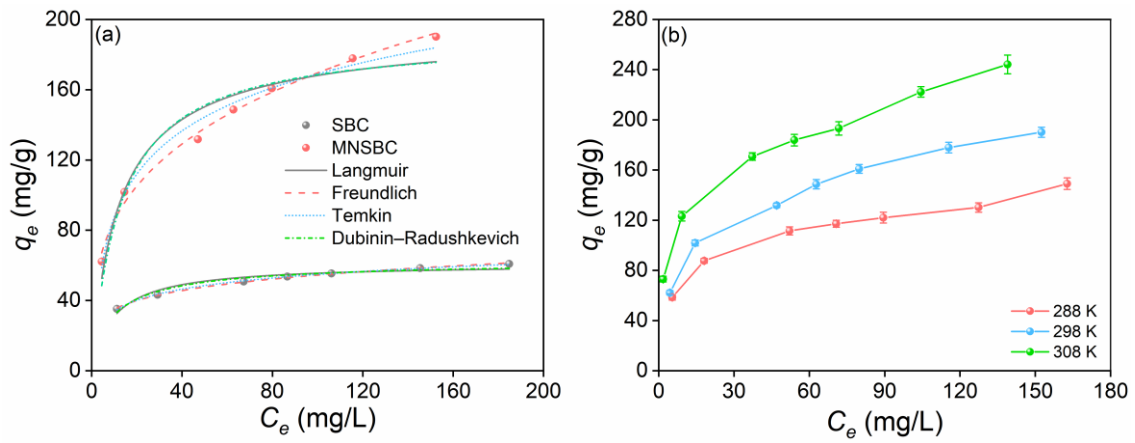 (a)
200
160
120
80
40
0
qe (mg/g)
SBC
MNSBC
Langmuir
Freundlich
Temkin
Dubinin–Radushkevich
0 40 80 120 160 200
Ce (mg/L)
(b)
280
240
200
160
120
80
40
0
qe (mg/g)
288 K
298 K
308 K
0 30 60 90 120 150 180
Ce (mg/L)